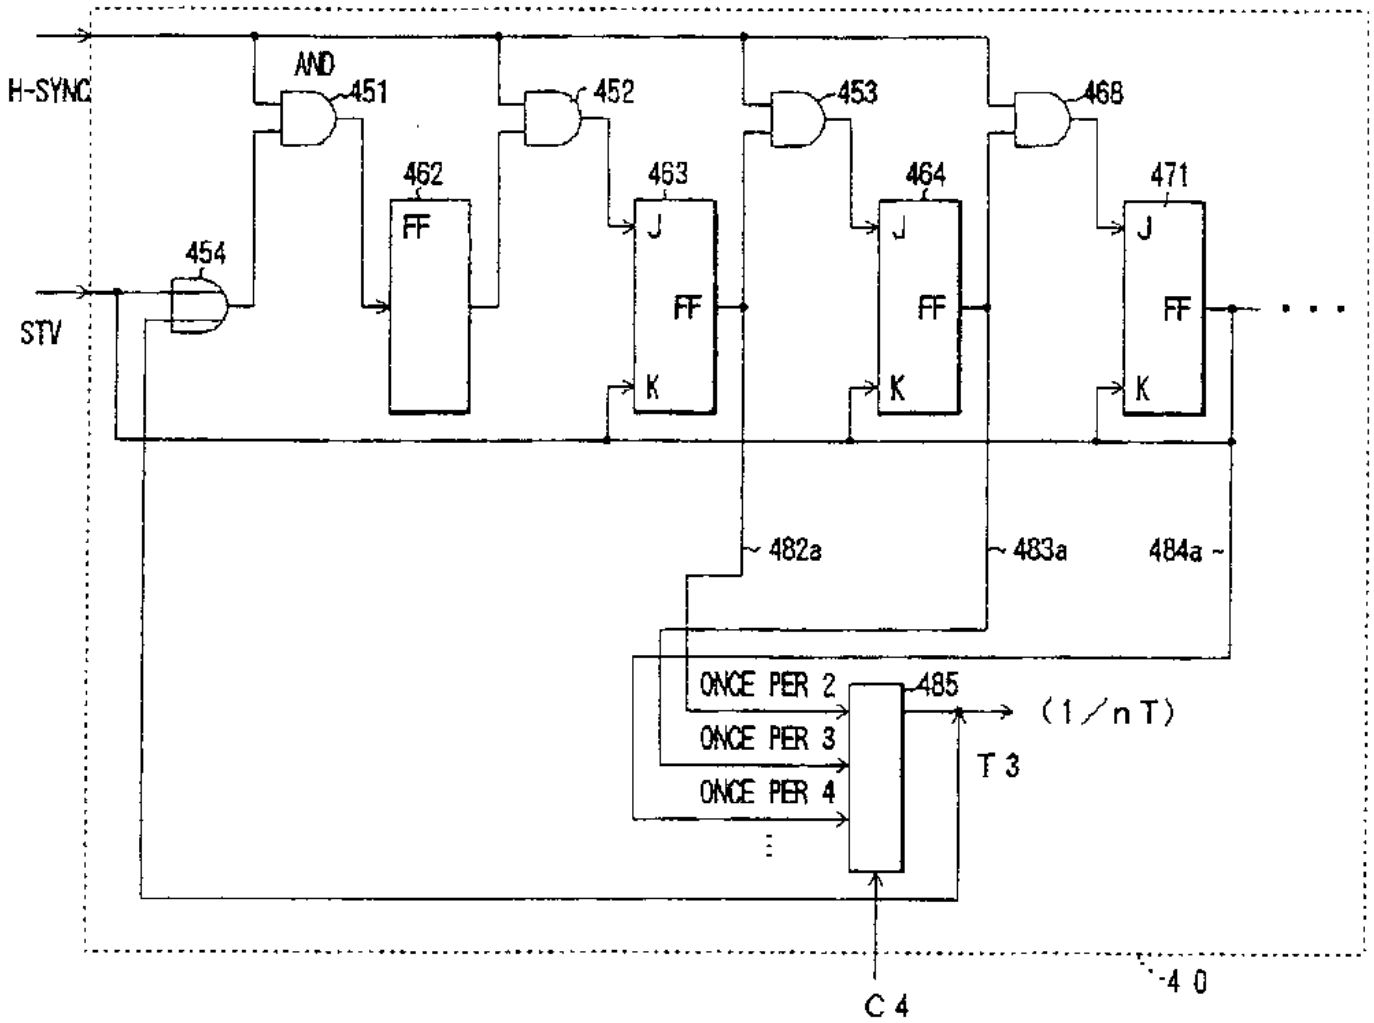 AND
451
452
453
468
H-SYNC
462
463
464
471
FF
J
J
J
454
STV
FF
FF
FF
. . .
K
K
K
482a
483a
484a
ONCE PER 2
485
(1/nT)
ONCE PER 3
T3
ONCE PER 4
40
C4